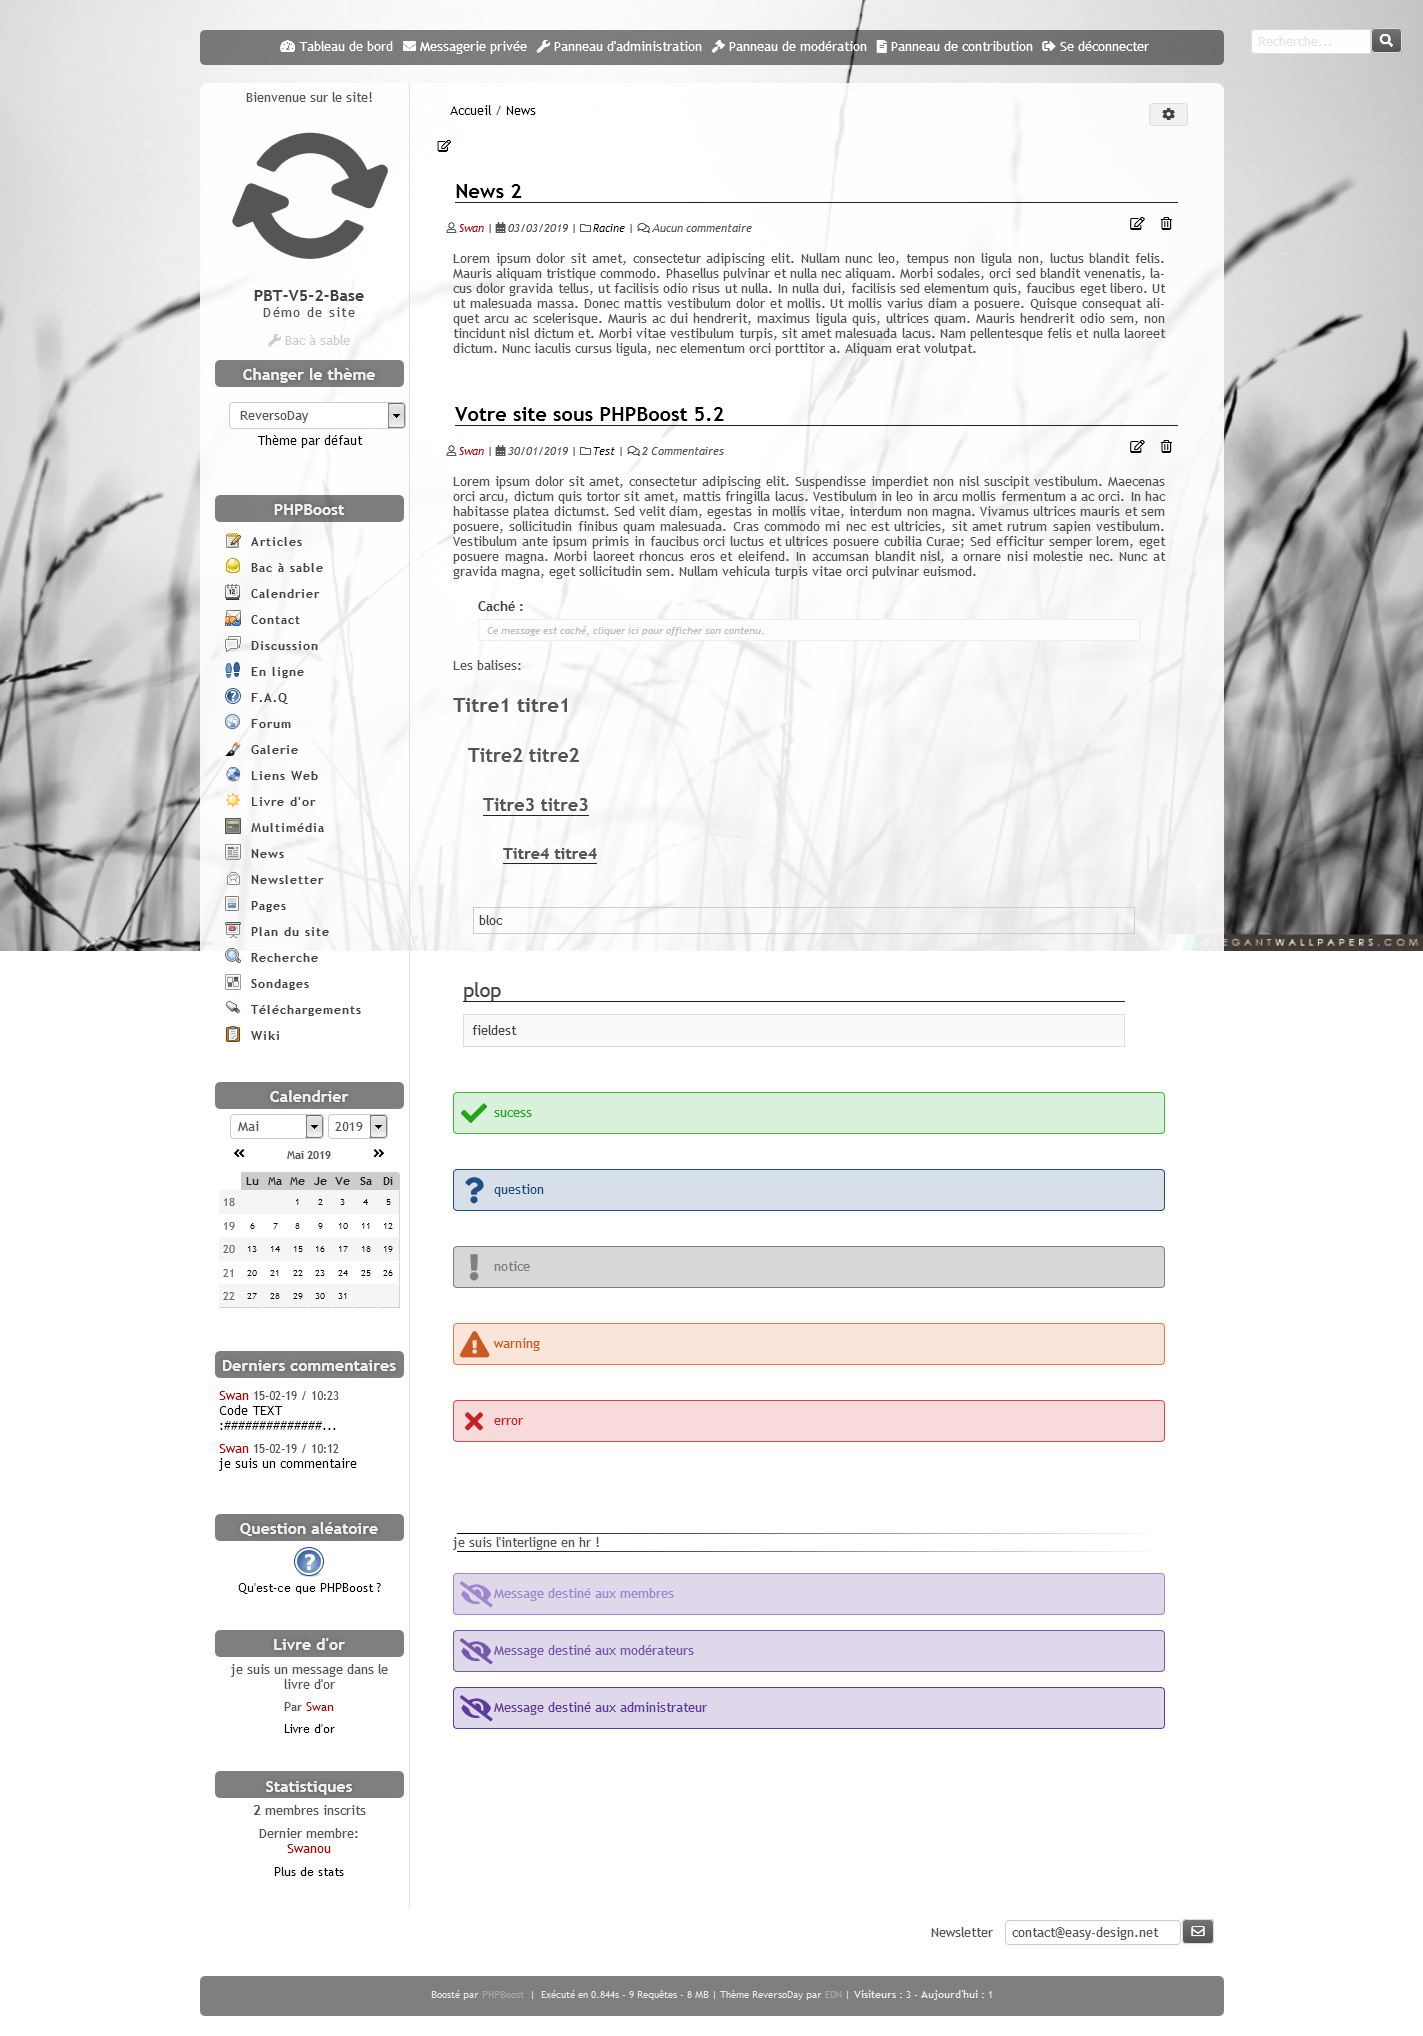 Tableau de bord Messagerie privée Panneau d'administration Panneau de modération Panneau de contribution Se déconnecter
Recherche...
Bienvenue sur le site!
PBT-V5-2-Base
Démo de site
Bac à sable
Changer le thème
ReversoDay
Thème par défaut
PHPBoost
Articles
Bac à sable
Calendrier
Contact
Discussion
En ligne
F.A.Q
Forum
Galerie
Liens Web
Livre d'or
Multimédia
News
Newsletter
Pages
Plan du site
Recherche
Sondages
Téléchargements
Wiki
Calendrier
Mai 2019
Mai 2019
Lu Ma Me Je Ve Sa Di
18 1 2 3 4 5
19 6 7 8 9 10 11 12
20 13 14 15 16 17 18 19
21 20 21 22 23 24 25 26
22 27 28 29 30 31
Derniers commentaires
Swan 15-02-19 / 10:23
Code TEXT
:##############...
Swan 15-02-19 / 10:12
je suis un commentaire
Question aléatoire
Qu'est-ce que PHPBoost ?
Livre d'or
je suis un message dans le
livre d'or
Par Swan
Livre d'or
Statistiques
2 membres inscrits
Dernier membre:
Swanou
Plus de stats
Accueil / News
News 2
Swan | 03/03/2019 | Racine | Aucun commentaire
Lorem ipsum dolor sit amet, consectetur adipiscing elit. Nullam nunc leo, tempus non ligula non, luctus blandit felis.
Mauris aliquam tristique commodo. Phasellus pulvinar et nulla nec aliquam. Morbi sodales, orci sed blandit venenatis, la-
cus dolor gravida tellus, ut facilisis odio risus ut nulla. In nulla dui, facilisis sed elementum quis, faucibus eget libero. Ut
ut malesuada massa. Donec mattis vestibulum dolor et mollis. Ut mollis varius diam a posuere. Quisque consequat ali-
quet arcu ac scelerisque. Mauris ac dui hendrerit, maximus ligula quis, ultrices quam. Mauris hendrerit odio sem, non
tincidunt nisl dictum et. Morbi vitae vestibulum turpis, sit amet malesuada lacus. Nam pellentesque felis et nulla laoreet
dictum. Nunc iaculis cursus ligula, nec elementum orci porttitor a. Aliquam erat volutpat.
Votre site sous PHPBoost 5.2
Swan | 30/01/2019 | Test | 2 Commentaires
Lorem ipsum dolor sit amet, consectetur adipiscing elit. Suspendisse imperdiet non nisl suscipit vestibulum. Maecenas
orci arcu, dictum quis tortor sit amet, mattis fringilla lacus. Vestibulum in leo in arcu mollis fermentum a ac orci. In hac
habitasse platea dictumst. Sed velit diam, egestas in mollis vitae, interdum non magna. Vivamus ultrices mauris et sem
posuere, sollicitudin finibus quam malesuada. Cras commodo mi nec est ultricies, sit amet rutrum sapien vestibulum.
Vestibulum ante ipsum primis in faucibus orci luctus et ultrices posuere cubilia Curae; Sed efficitur semper lorem, eget
posuere magna. Morbi laoreet rhoncus eros et eleifend. In accumsan blandit nisl, a ornare nisi molestie nec. Nunc at
gravida magna, eget sollicitudin sem. Nullam vehicula turpis vitae orci pulvinar euismod.
Caché :
Ce message est caché, cliquer ici pour afficher son contenu.
Les balises:
Titre1 titre1
Titre2 titre2
Titre3 titre3
Titre4 titre4
bloc
ELEGANTWALLPAPERS.COM
plop
fieldest
sucess
question
notice
warning
error
je suis l'interligne en hr !
Message destiné aux membres
Message destiné aux modérateurs
Message destiné aux administrateur
Newsletter contact@easy-design.net
Boosté par PHPBoost | Exécuté en 0.844s - 9 Requêtes - 8 MB | Thème ReversoDay par EDN | Visiteurs : 3 - Aujourd'hui : 1